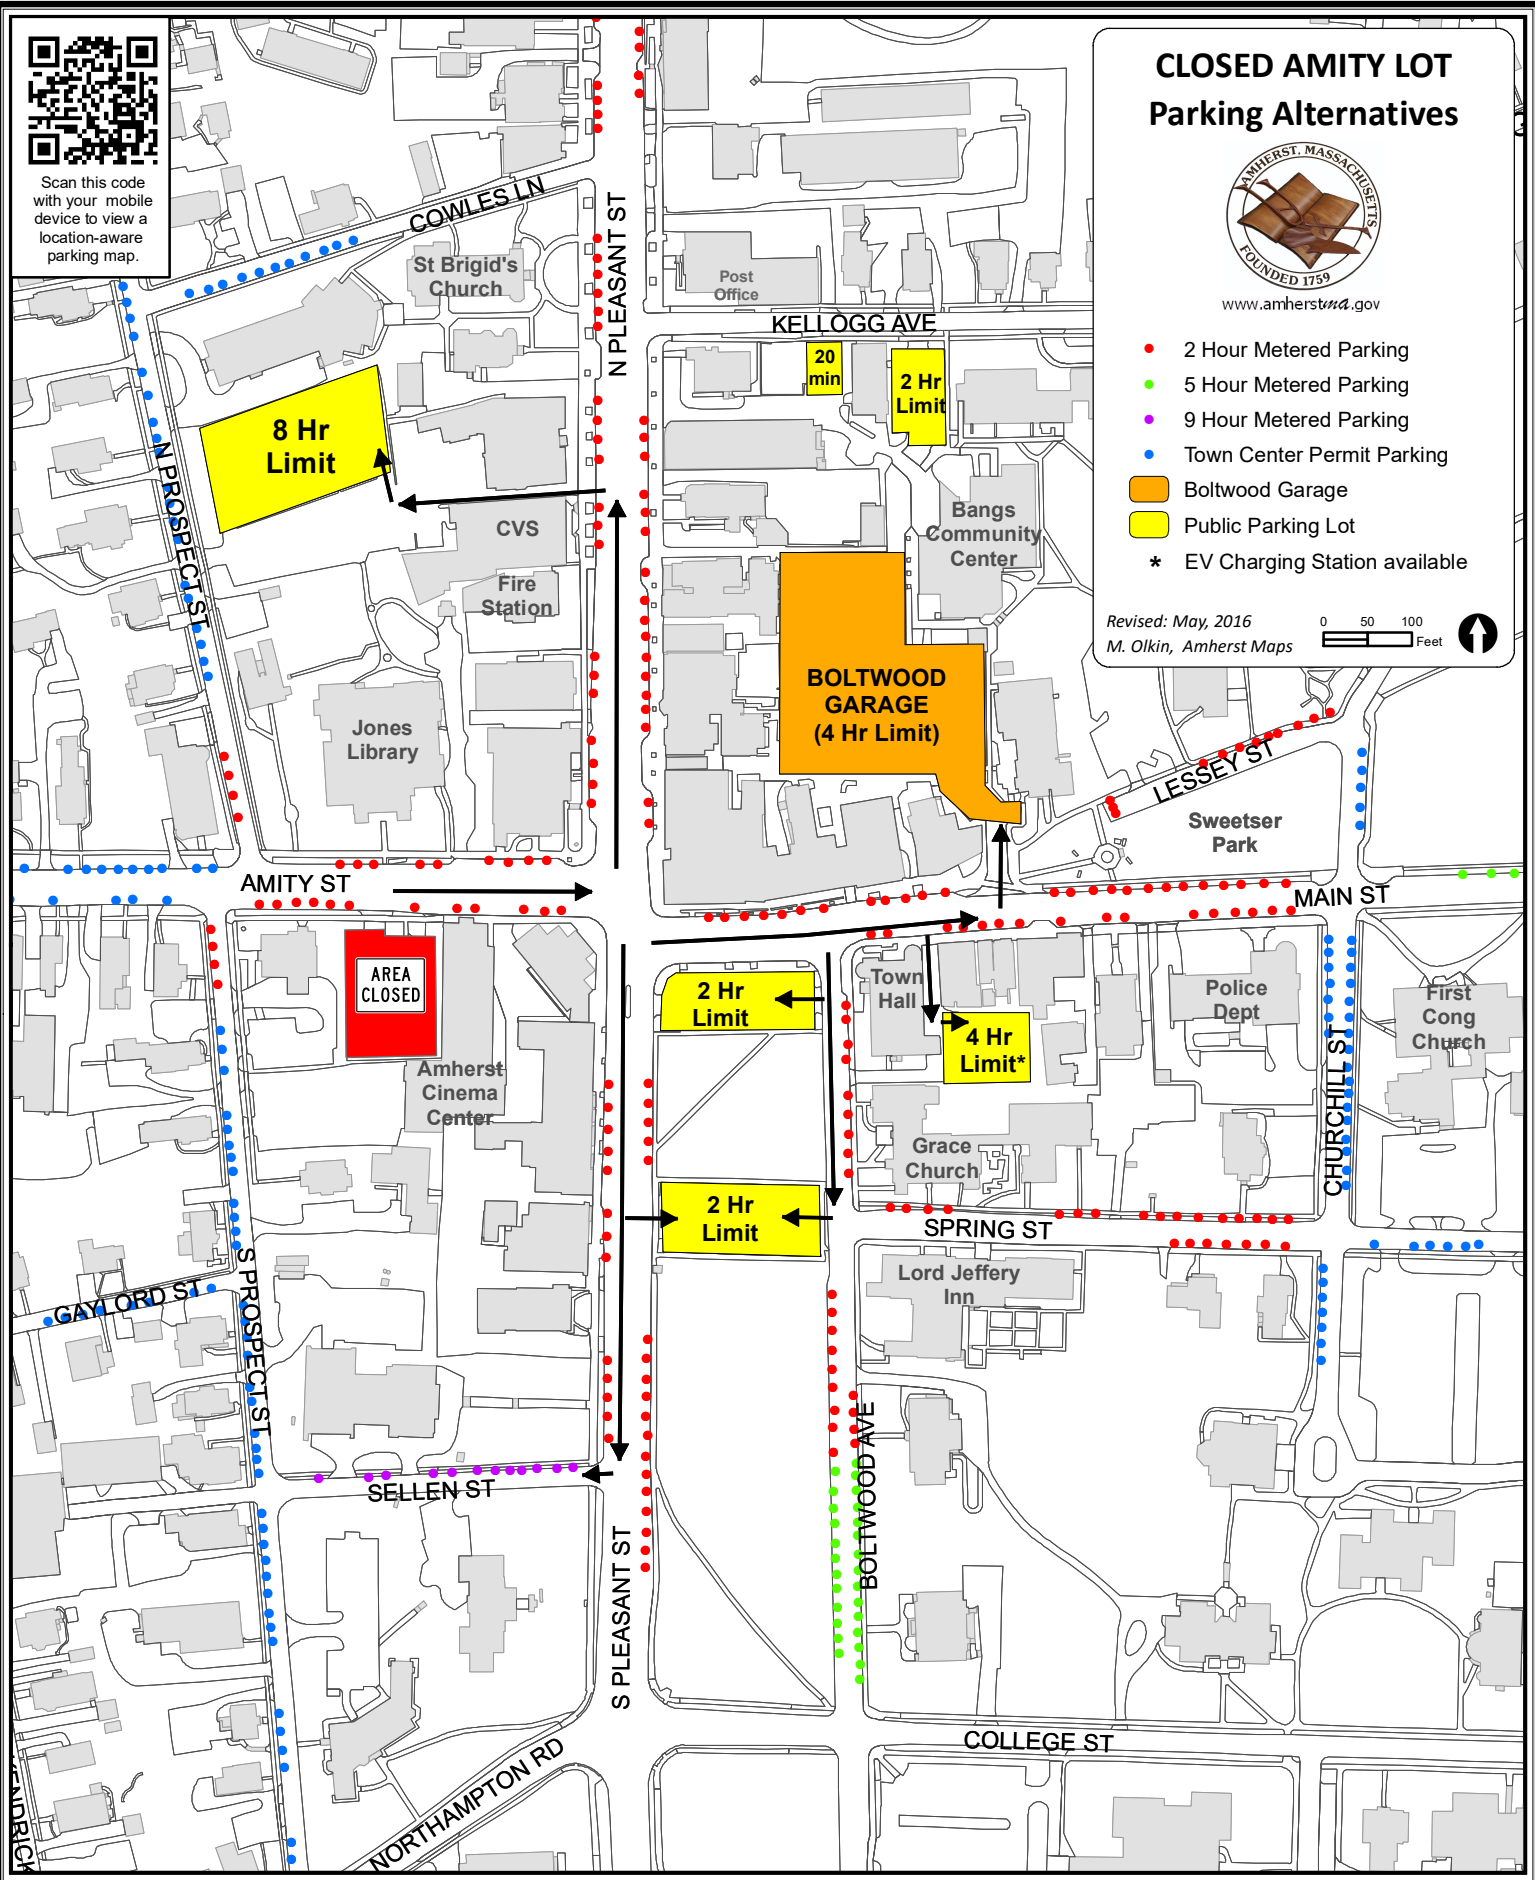 Scan this code
with your mobile
device to view a
location-aware
parking map.
CLOSED AMITY LOT
Parking Alternatives
AMHERST, MASSACHUSETTS
FOUNDED 1759
www.amherstma.gov
2 Hour Metered Parking
5 Hour Metered Parking
9 Hour Metered Parking
Town Center Permit Parking
Boltwood Garage
Public Parking Lot
* EV Charging Station available
Revised: May, 2016
M. Olkin, Amherst Maps
0 50 100
Feet
COWLES LN
N PLEASANT ST
St Brigid's
Church
Post
Office
KELLOGG AVE
20
min
2 Hr
Limit
8 Hr
Limit
N PROSPECT ST
CVS
Fire
Station
Bangs
Community
Center
BOLTWOOD
GARAGE
(4 Hr Limit)
Jones
Library
LESSEY ST
Sweetser
Park
AMITY ST
MAIN ST
AREA
CLOSED
2 Hr
Limit
Town
Hall
4 Hr
Limit*
Police
Dept
First
Cong
Church
Amherst
Cinema
Center
CHURCHILL ST
Grace
Church
2 Hr
Limit
SPRING ST
Lord Jeffery
Inn
GAYLORD ST
S PROSPECT ST
SELLEN ST
BOLTWOOD AVE
S PLEASANT ST
COLLEGE ST
NORTHAMPTON RD
KENDRICK